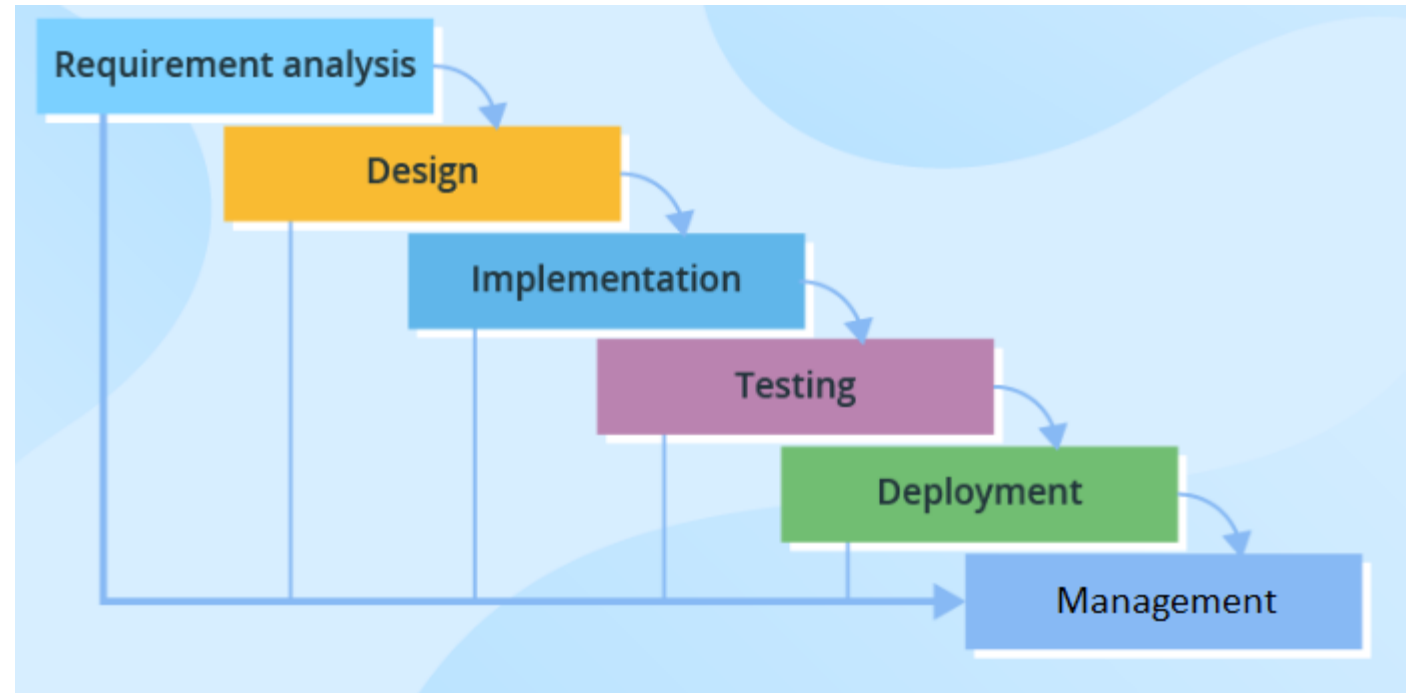 Requirement analysis
Design
Implementation
Testing
Deployment
Management